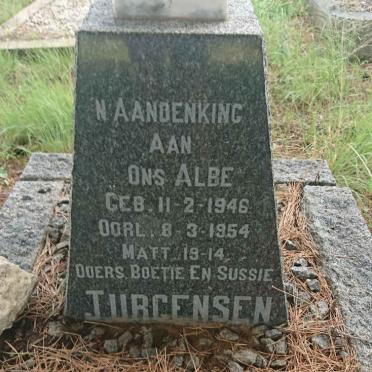 'N AANDENKING
AAN
ONS ALBE
GEB. 11-2-1946
OORL. 8-3-1954
MATT. 19-14.
OUERS, BOETIE EN SUSSIE
JURGENSEN